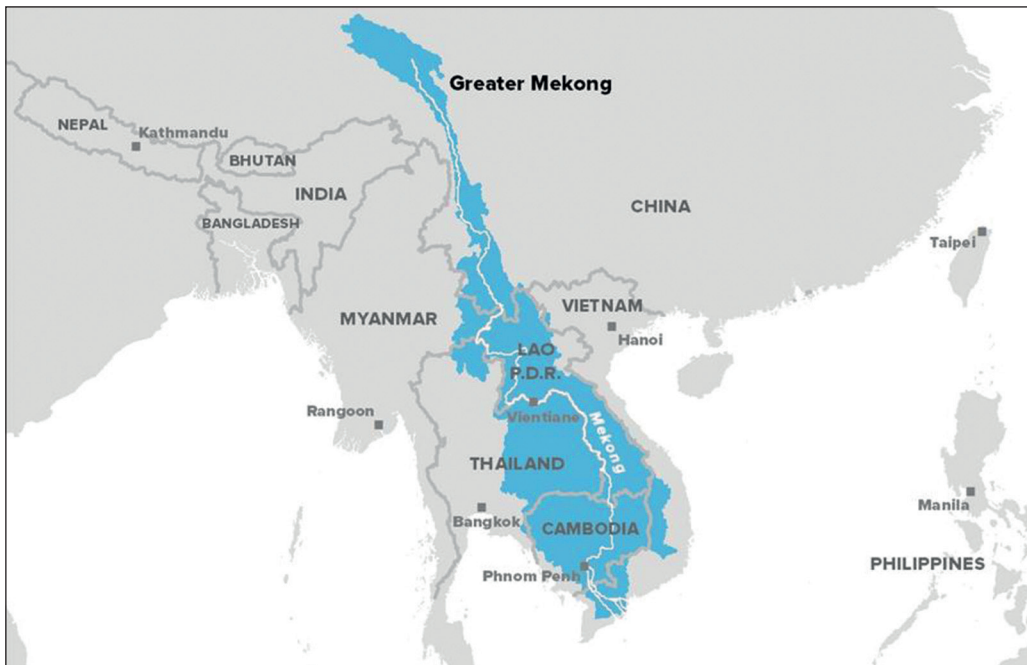 Greater Mekong
NEPAL
Kathmandu
BHUTAN
INDIA
BANGLADESH
CHINA
Taipei
MYANMAR
VIETNAM
Hanoi
LAO
P.D.R.
Rangoon
Vientiane
Mekong
THAILAND
Bangkok
CAMBODIA
Manila
Phnom Penh
PHILIPPINES